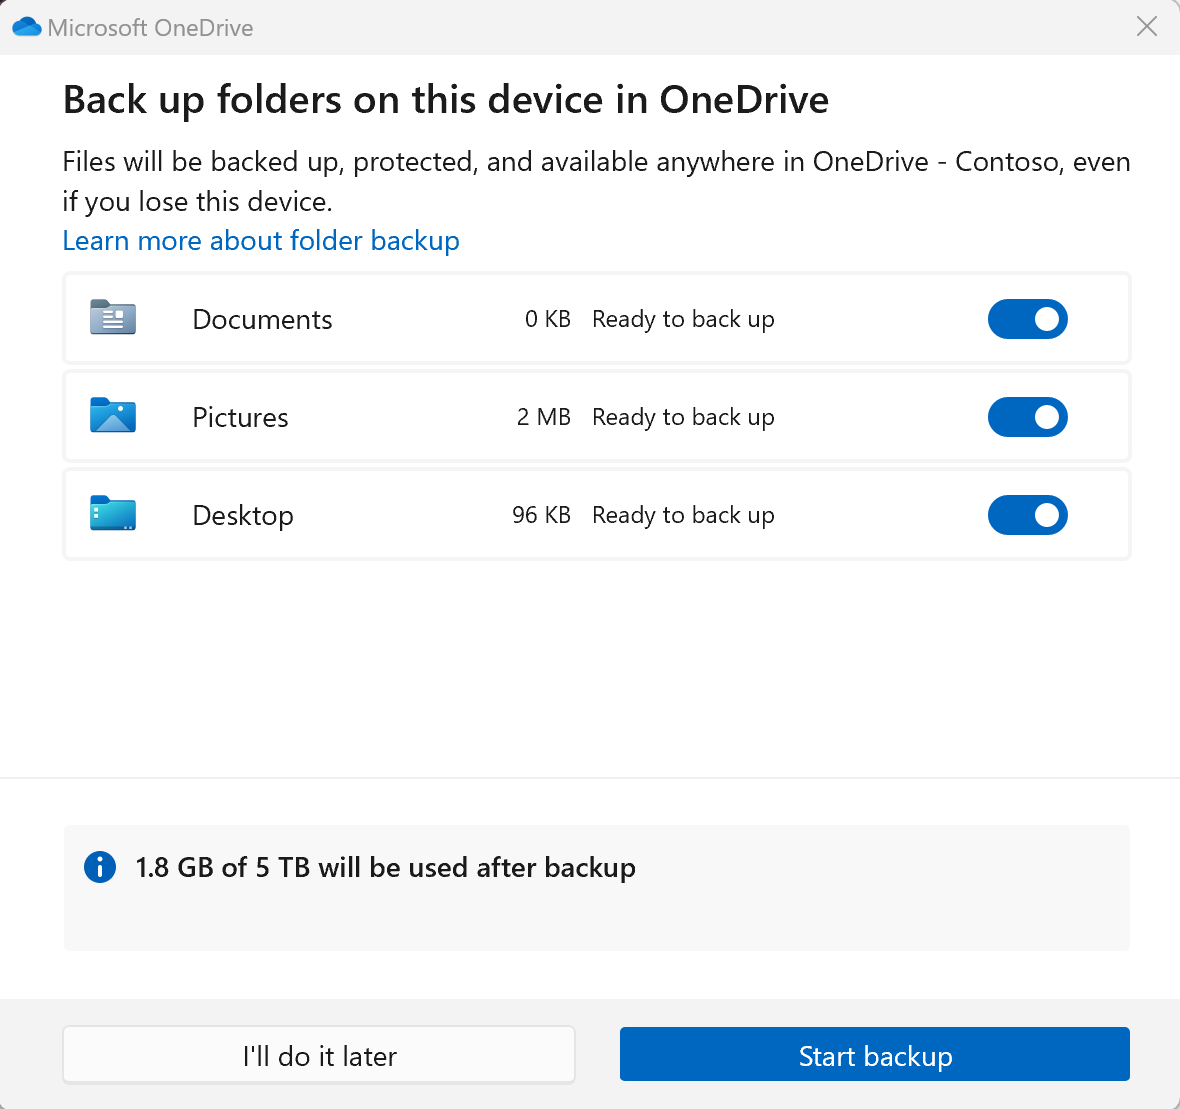 Microsoft OneDrive
Back up folders on this device in OneDrive
Files will be backed up, protected, and available anywhere in OneDrive - Contoso, even
if you lose this device.
Learn more about folder backup
Documents 0 KB Ready to back up
Pictures 2 MB Ready to back up
Desktop 96 KB Ready to back up
1.8 GB of 5 TB will be used after backup
I'll do it later Start backup